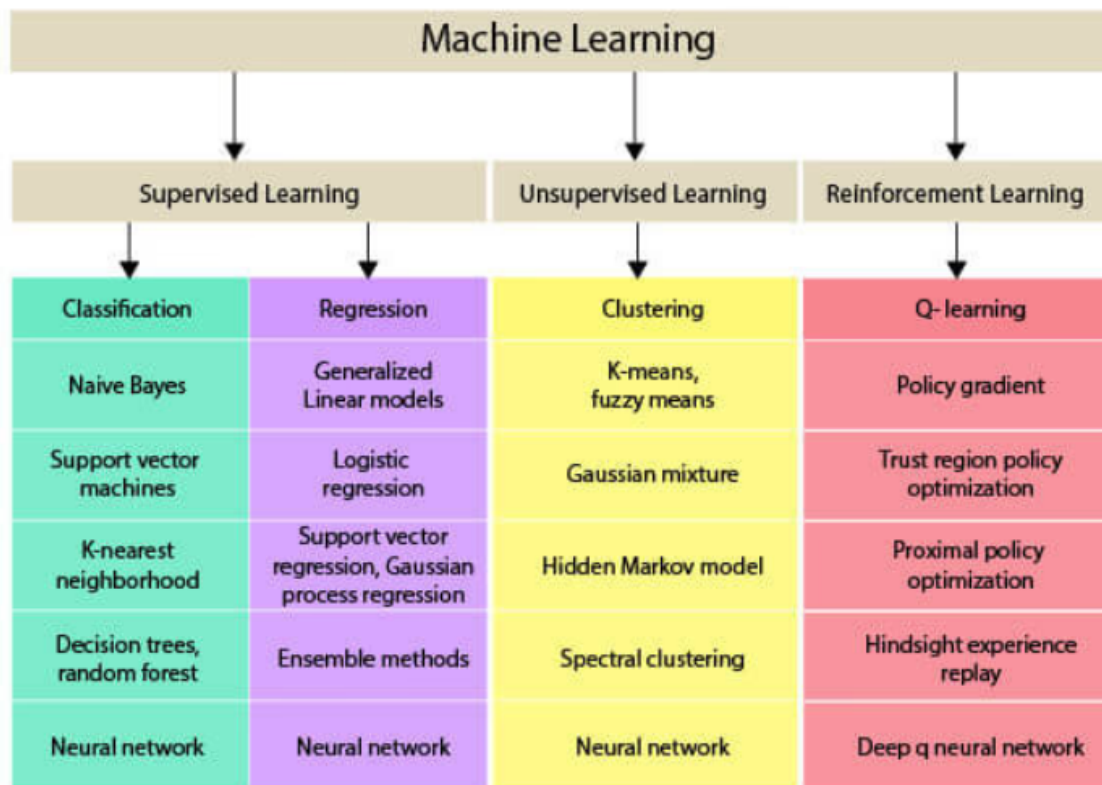 Machine Learning
Supervised Learning
Unsupervised Learning
Reinforcement Learning
Classification
Regression
Clustering
Q- learning
Naive Bayes
Generalized
Linear models
K-means,
fuzzy means
Policy gradient
Support vector
machines
Logistic
regression
Gaussian mixture
Trust region policy
optimization
K-nearest
neighborhood
Support vector
regression, Gaussian
process regression
Hidden Markov model
Proximal policy
optimization
Decision trees,
random forest
Ensemble methods
Spectral clustering
Hindsight experience
replay
Neural network
Neural network
Neural network
Deep q neural network